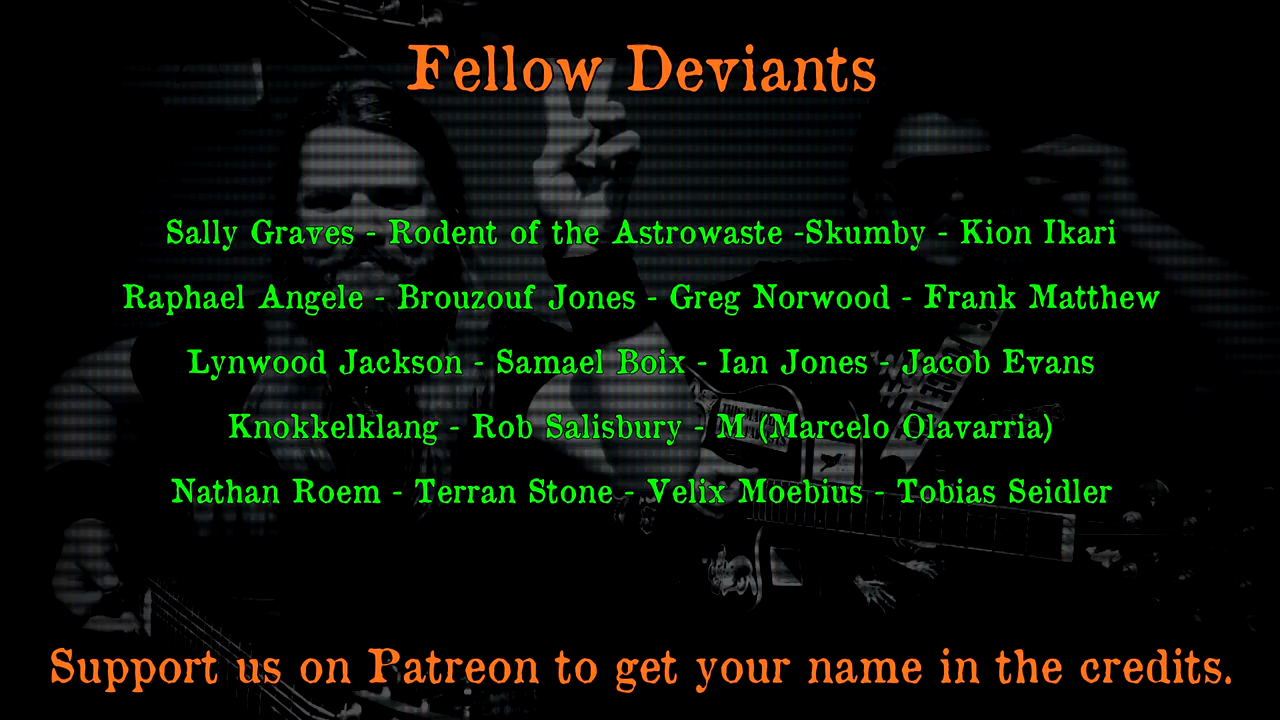 Fellow Deviants
Sally Graves - Rodent of the Astrowaste -Skumby - Kion Ikari
Raphael Angele - Brouzouf Jones - Greg Norwood - Frank Matthew
Lynwood Jackson - Samael Boix - Ian Jones - Jacob Evans
Knokkelklang - Rob Salisbury - M (Marcelo Olavarria)
Nathan Roem - Terran Stone - Velix Moebius - Tobias Seidler
Support us on Patreon to get your name in the credits.